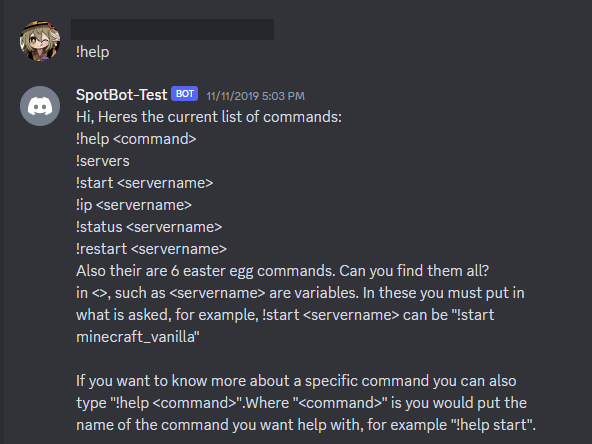 !help
SpotBot-Test BOT 11/11/2019 5:03 PM
Hi, Heres the current list of commands:
!help <command>
!servers
!start <servername>
!ip <servername>
!status <servername>
!restart <servername>
Also their are 6 easter egg commands. Can you find them all?
in <>, such as <servername> are variables. In these you must put in
what is asked, for example, !start <servername> can be "!start
minecraft_vanilla"
If you want to know more about a specific command you can also
type "!help <command>".Where "<command>" is you would put the
name of the command you want help with, for example "!help start".